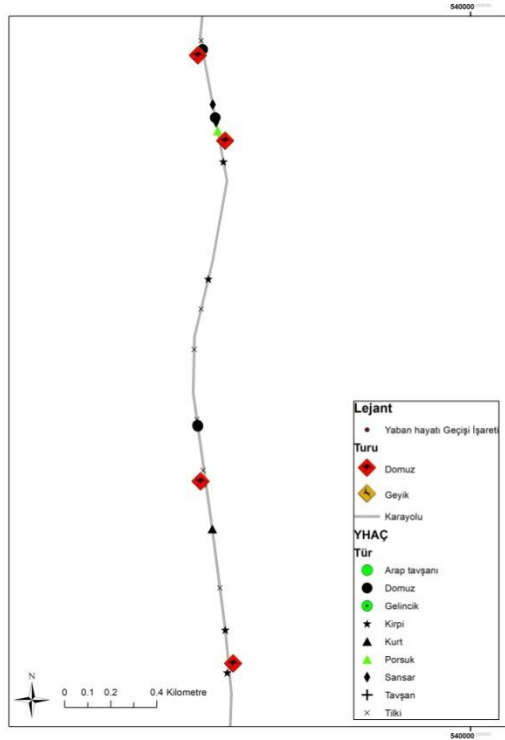 540000
Lejant
Yaban hayatı Geçişi İşareti
Turu
Domuz
Geyik
Karayolu
YHAÇ
Tür
Arap tavşanı
Domuz
Gelincik
Kirpi
Kurt
Porsuk
Sansar
Tavşan
Tilki
N
0 0.1 0.2 0.4 Kilometre
540000